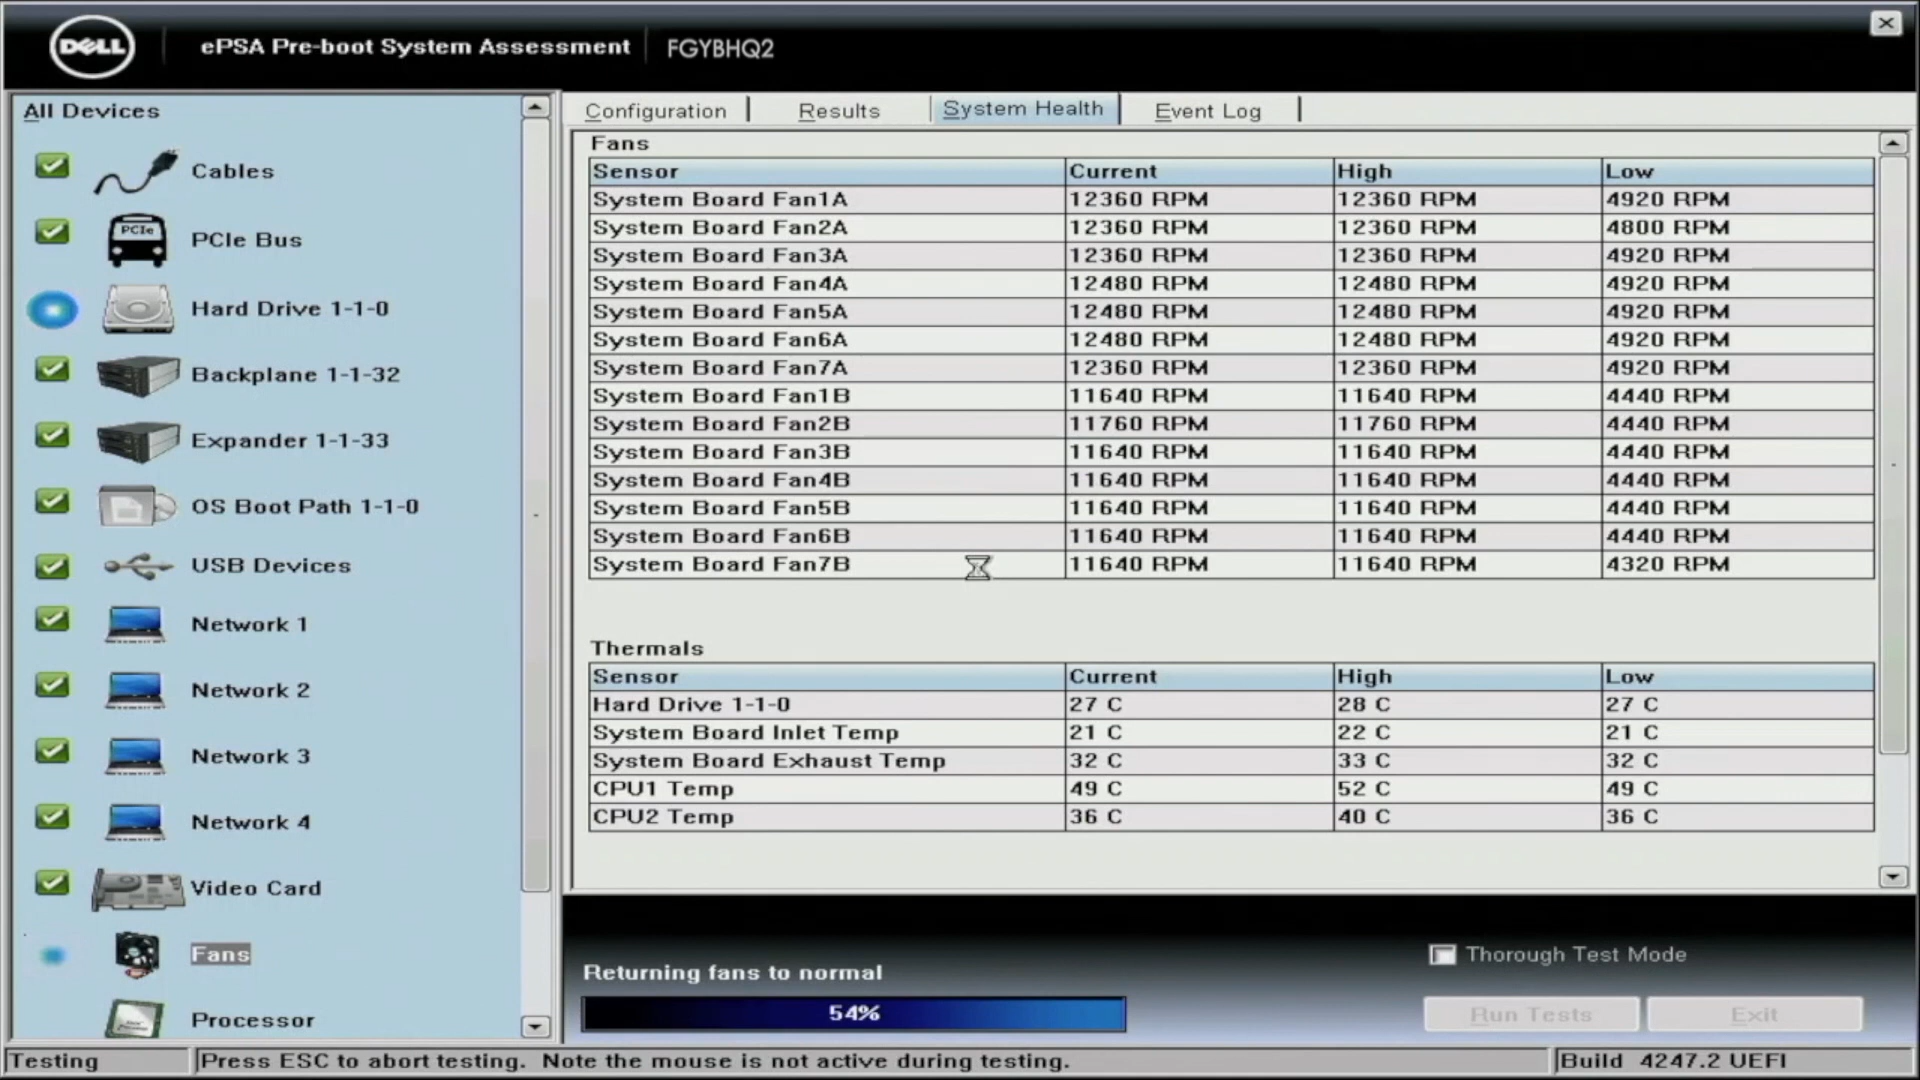 DELL
ePSA Pre-boot System Assessment
FGYBHQ2
All Devices
Cables
PCIe
PCIe Bus
Hard Drive 1-1-0
Backplane 1-1-32
Expander 1-1-33
OS Boot Path 1-1-0
USB Devices
Network 1
Network 2
Network 3
Network 4
Video Card
Fans
Processor
Configuration Results System Health Event Log
Fans
Sensor Current High Low
System Board Fan1A 12360 RPM 12360 RPM 4920 RPM
System Board Fan2A 12360 RPM 12360 RPM 4800 RPM
System Board Fan3A 12360 RPM 12360 RPM 4920 RPM
System Board Fan4A 12480 RPM 12480 RPM 4920 RPM
System Board Fan5A 12480 RPM 12480 RPM 4920 RPM
System Board Fan6A 12480 RPM 12480 RPM 4920 RPM
System Board Fan7A 12360 RPM 12360 RPM 4920 RPM
System Board Fan1B 11640 RPM 11640 RPM 4440 RPM
System Board Fan2B 11760 RPM 11760 RPM 4440 RPM
System Board Fan3B 11640 RPM 11640 RPM 4440 RPM
System Board Fan4B 11640 RPM 11640 RPM 4440 RPM
System Board Fan5B 11640 RPM 11640 RPM 4440 RPM
System Board Fan6B 11640 RPM 11640 RPM 4440 RPM
System Board Fan7B 11640 RPM 11640 RPM 4320 RPM
Thermals
Sensor Current High Low
Hard Drive 1-1-0 27 C 28 C 27 C
System Board Inlet Temp 21 C 22 C 21 C
System Board Exhaust Temp 32 C 33 C 32 C
CPU1 Temp 49 C 52 C 49 C
CPU2 Temp 36 C 40 C 36 C
Returning fans to normal
54%
Thorough Test Mode
Run Tests Exit
Testing
Press ESC to abort testing. Note the mouse is not active during testing.
Build 4247.2 UEFI